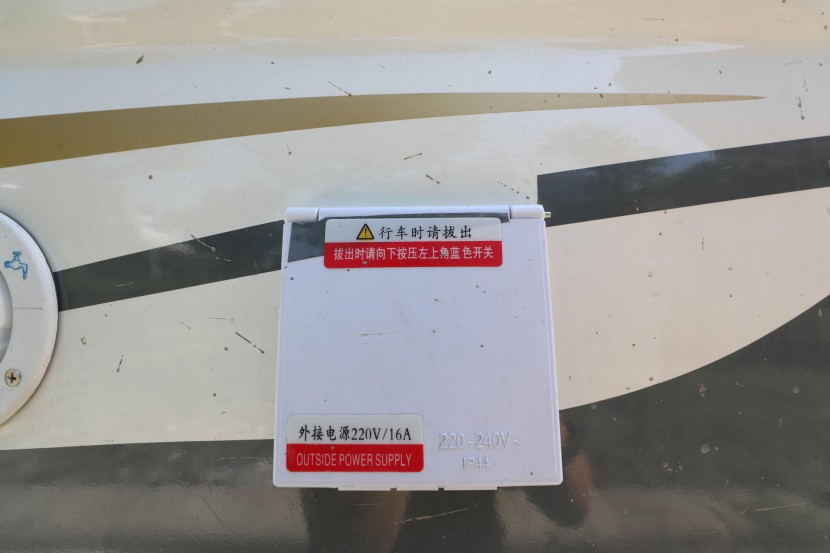 行车时请拔出
拔出时请向下按压左上角蓝色开关
外接电源220V/16A
OUTSIDE POWER SUPPLY
220-240V~
IP44